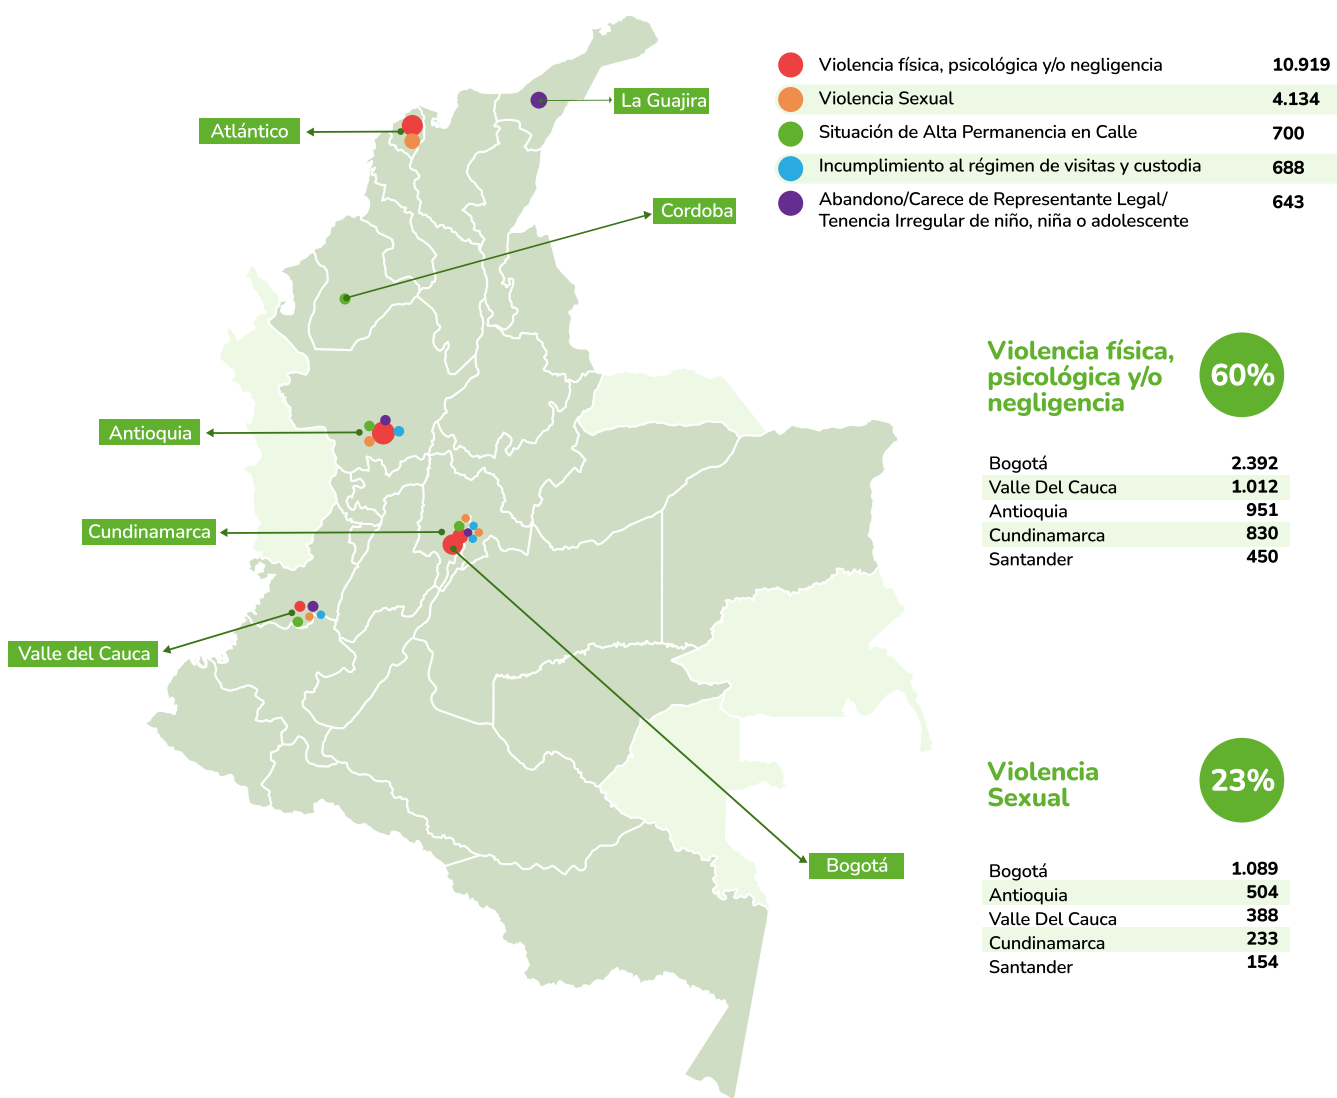 Violencia física, psicológica y/o negligencia 10.919
Violencia Sexual 4.134
Situación de Alta Permanencia en Calle 700
Incumplimiento al régimen de visitas y custodia 688
Abandono/Carece de Representante Legal/
Tenencia Irregular de niño, niña o adolescente 643
La Guajira
Atlántico
Cordoba
Antioquia
Cundinamarca
Valle del Cauca
Bogotá
Violencia física,
psicológica y/o
negligencia
60%
Bogotá 2.392
Valle Del Cauca 1.012
Antioquia 951
Cundinamarca 830
Santander 450
Violencia
Sexual
23%
Bogotá 1.089
Antioquia 504
Valle Del Cauca 388
Cundinamarca 233
Santander 154